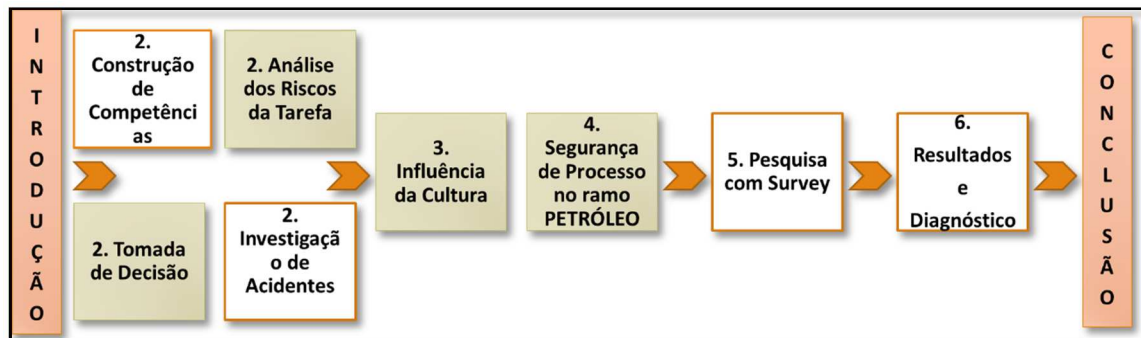 I
N
T
R
O
D
U
Ç
Ã
O
2.
Construção
de
Competênci
as
2. Análise
dos Riscos
da Tarefa
2. Tomada
de Decisão
2.
Investigaçã
o de
Acidentes
3.
Influência
da Cultura
4.
Segurança
de Processo
no ramo
PETRÓLEO
5. Pesquisa
com Survey
6.
Resultados
e
Diagnóstico
C
O
N
C
L
U
S
Ã
O